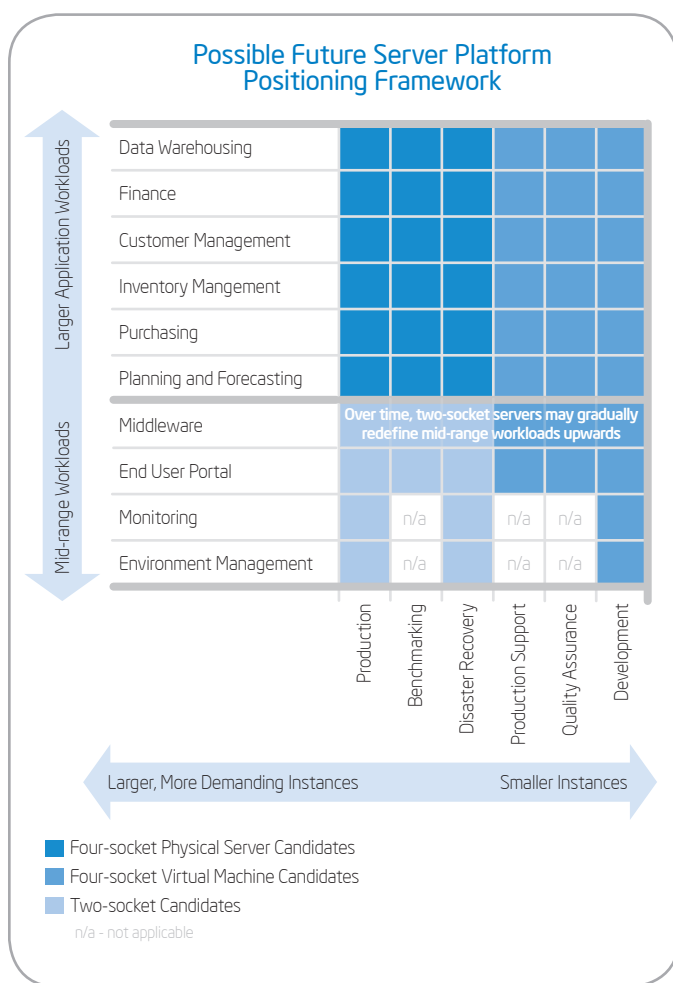 Possible Future Server Platform
Positioning Framework
Larger Application Workloads
Mid-range Workloads
Data Warehousing
Finance
Customer Management
Inventory Mangement
Purchasing
Planning and Forecasting
Middleware
Over time, two-socket servers may gradually
redefine mid-range workloads upwards
End User Portal
Monitoring
n/a
n/a
n/a
Environment Management
n/a
n/a
n/a
Production
Benchmarking
Disaster Recovery
Production Support
Quality Assurance
Development
Larger, More Demanding Instances
Smaller Instances
Four-socket Physical Server Candidates
Four-socket Virtual Machine Candidates
Two-socket Candidates
n/a - not applicable